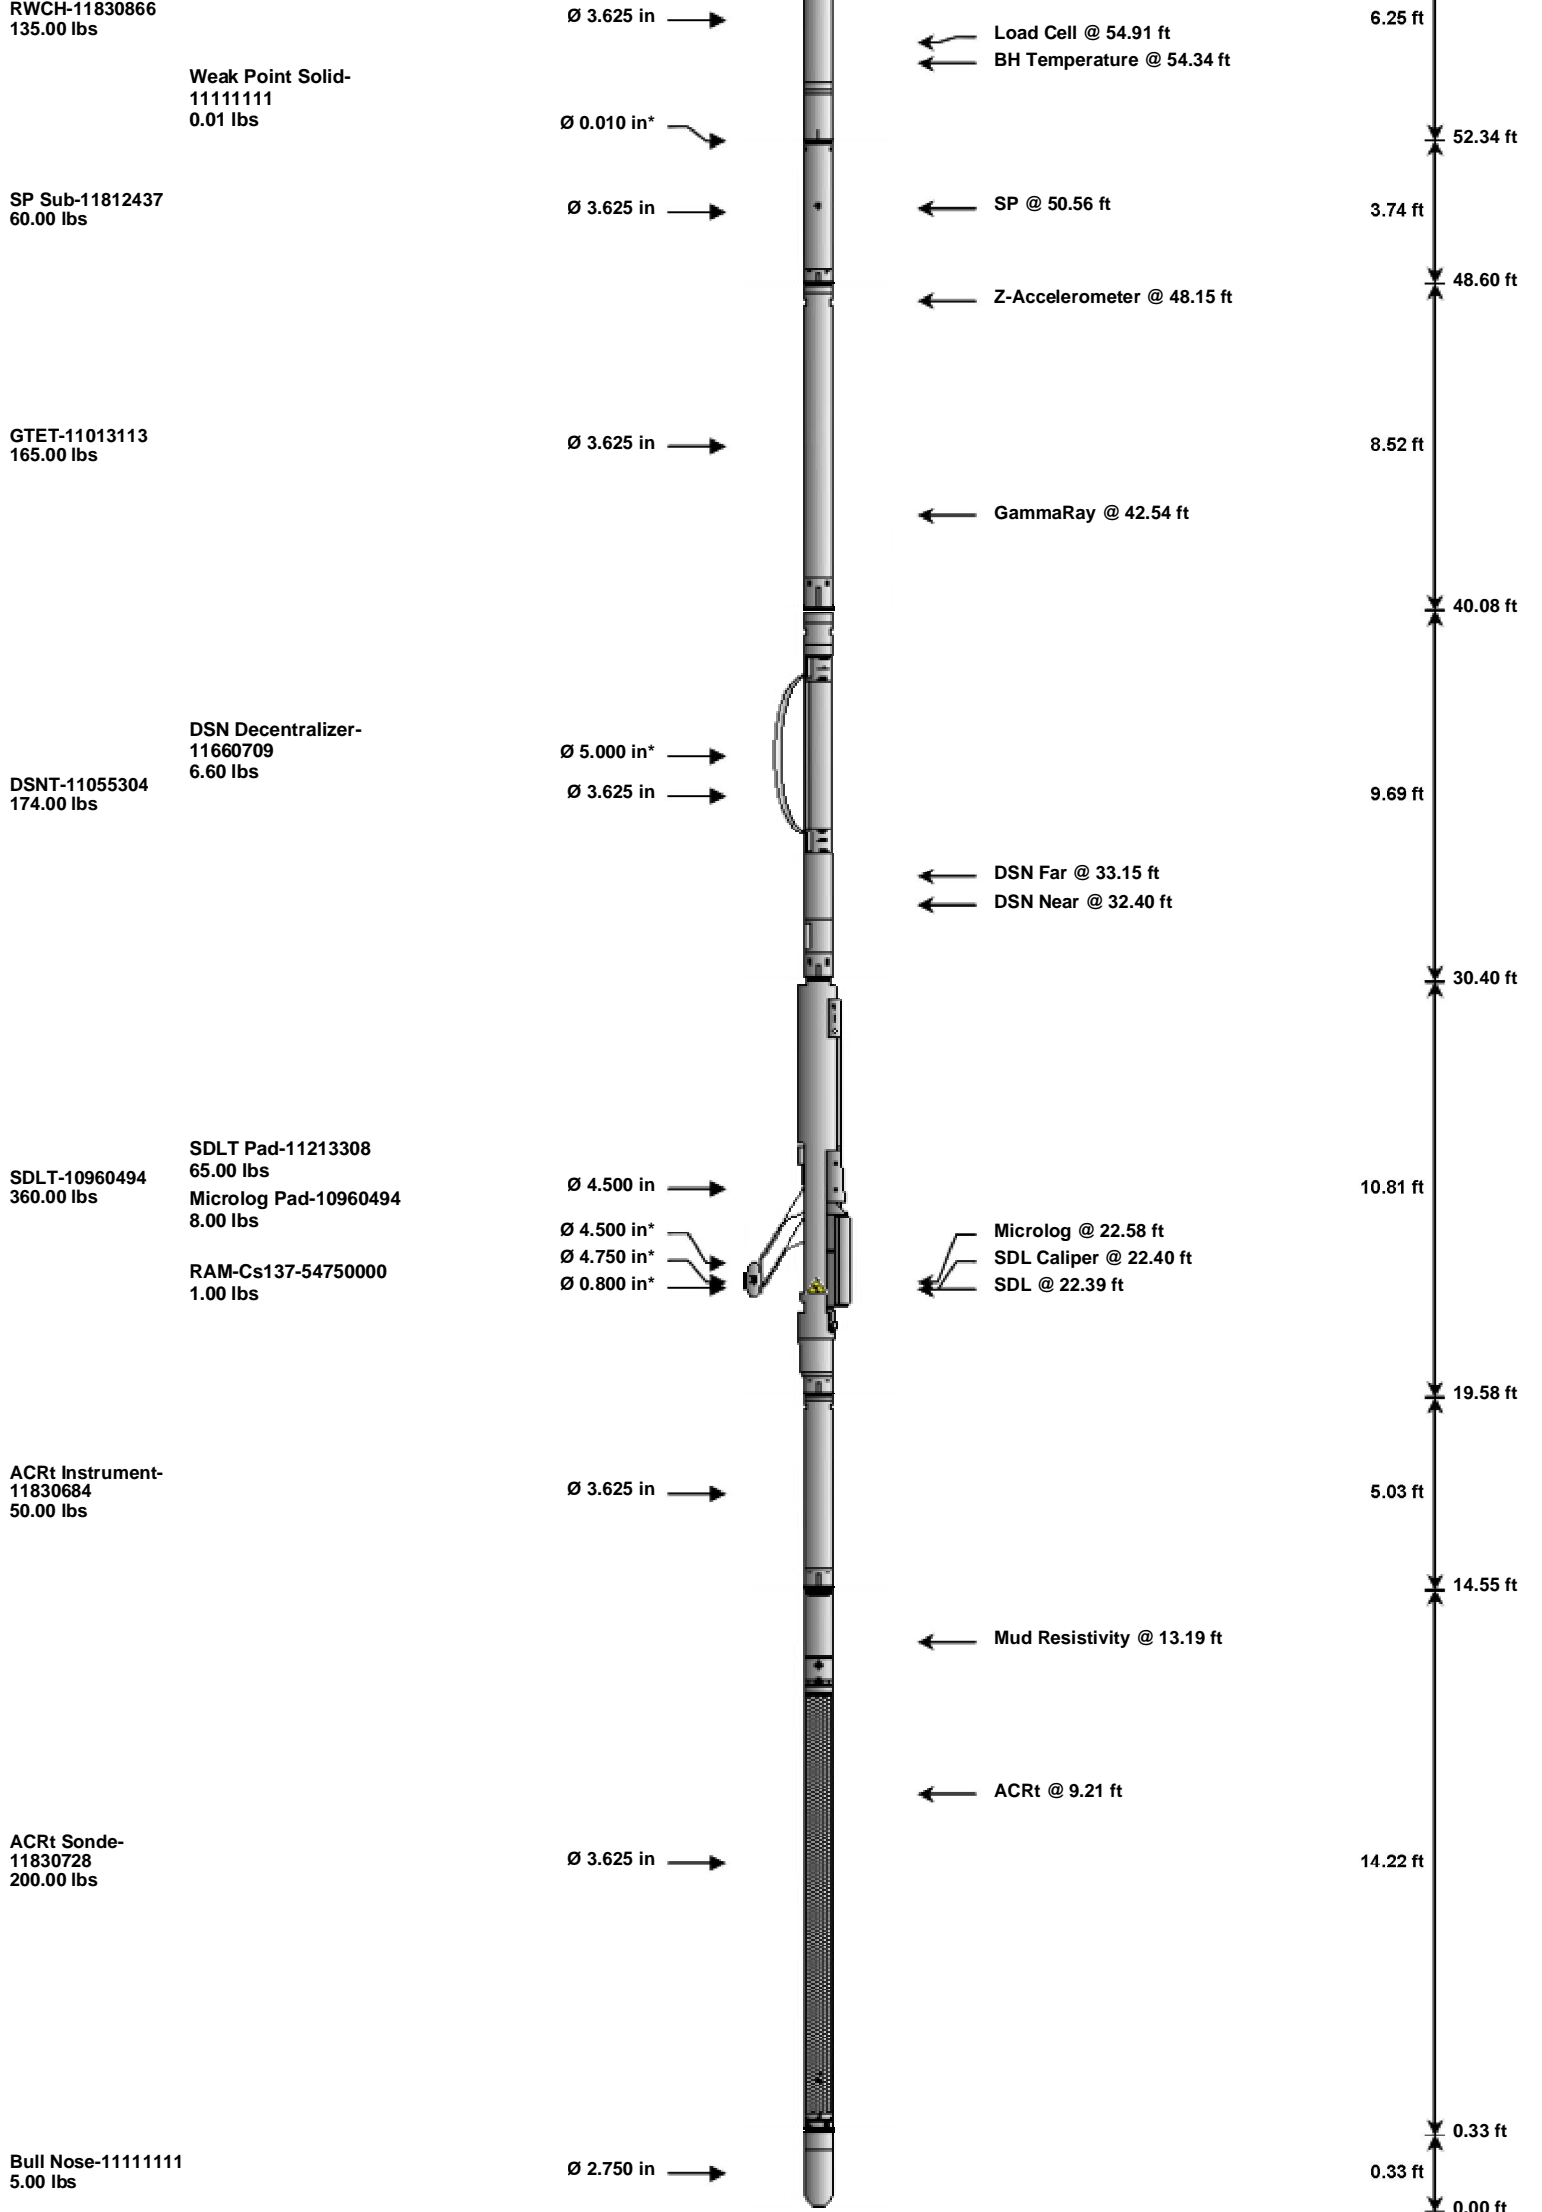 RWCH-11830866
135.00 lbs
Ø 3.625 in
6.25 ft
Load Cell @ 54.91 ft
BH Temperature @ 54.34 ft
Weak Point Solid-
11111111
0.01 lbs
Ø 0.010 in*
52.34 ft
SP Sub-11812437
60.00 lbs
Ø 3.625 in
SP @ 50.56 ft
3.74 ft
48.60 ft
Z-Accelerometer @ 48.15 ft
GTET-11013113
165.00 lbs
Ø 3.625 in
8.52 ft
GammaRay @ 42.54 ft
40.08 ft
DSN Decentralizer-
11660709
6.60 lbs
Ø 5.000 in*
DSNT-11055304
174.00 lbs
Ø 3.625 in
9.69 ft
DSN Far @ 33.15 ft
DSN Near @ 32.40 ft
30.40 ft
SDLT Pad-11213308
65.00 lbs
SDLT-10960494
360.00 lbs
Ø 4.500 in
10.81 ft
Microlog Pad-10960494
8.00 lbs
Ø 4.500 in*
Microlog @ 22.58 ft
Ø 4.750 in*
SDL Caliper @ 22.40 ft
RAM-Cs137-54750000
1.00 lbs
Ø 0.800 in*
SDL @ 22.39 ft
19.58 ft
ACRt Instrument-
11830684
50.00 lbs
Ø 3.625 in
5.03 ft
14.55 ft
Mud Resistivity @ 13.19 ft
ACRt @ 9.21 ft
ACRt Sonde-
11830728
200.00 lbs
Ø 3.625 in
14.22 ft
0.33 ft
Bull Nose-11111111
5.00 lbs
Ø 2.750 in
0.33 ft
0.00 ft